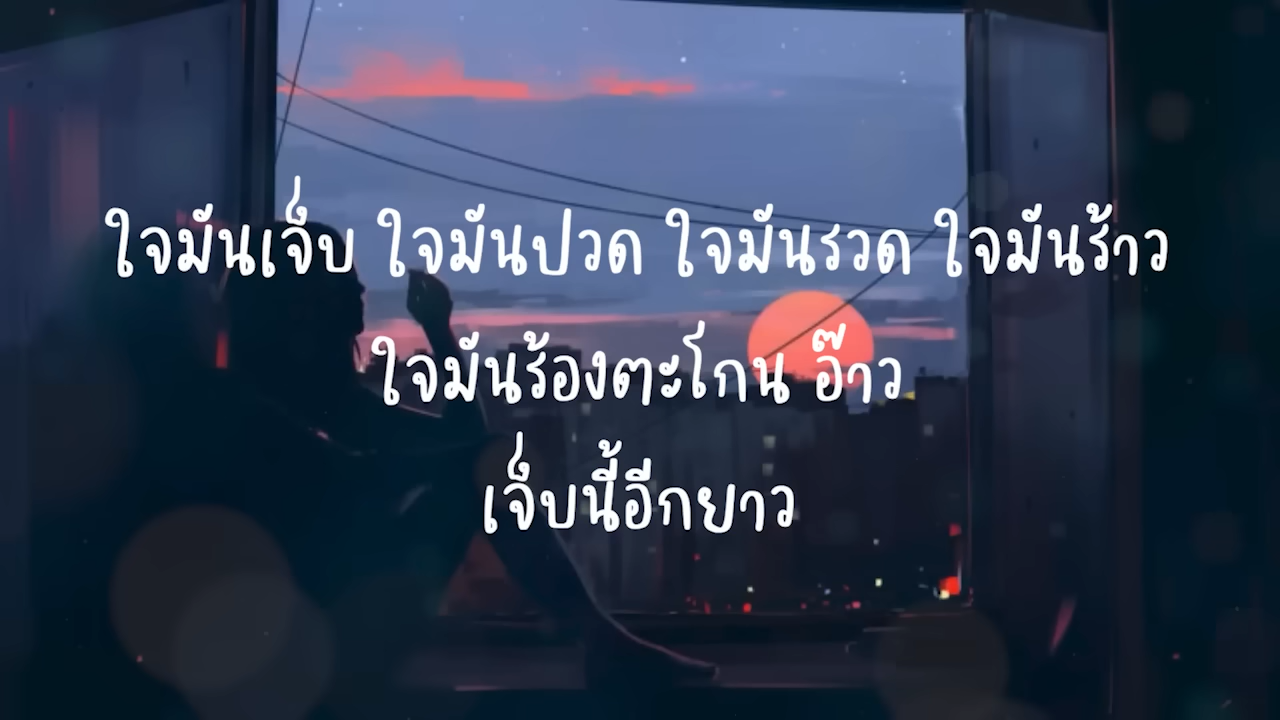 ใจมันเจ็บ ใจมันปวด ใจมันรวด ใจมันร้าว
ใจมันร้องตะโกน อ๊าว
เจ็บนี้อีกยาว